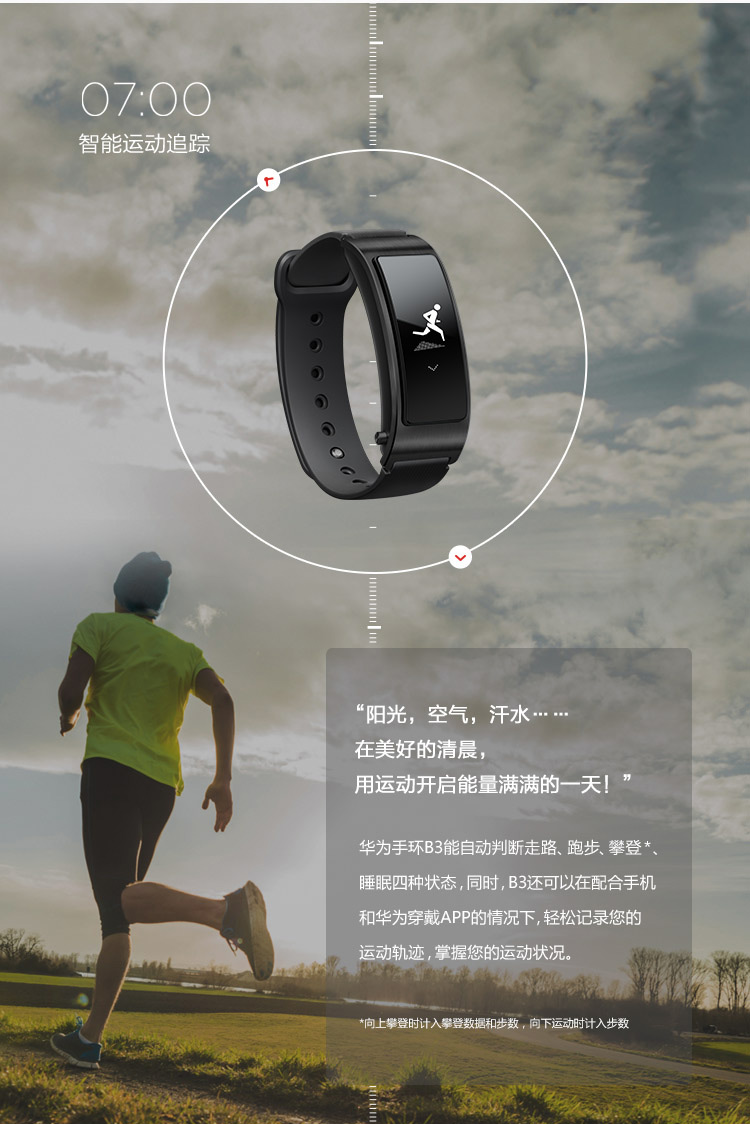 07:00
智能运动追踪
“阳光，空气，汗水……
在美好的清晨，
用运动开启能量满满的一天！”
华为手环B3能自动判断走路、跑步、攀登*、
睡眠四种状态，同时，B3还可以在配合手机
和华为穿戴APP的情况下，轻松记录您的
运动轨迹，掌握您的运动状况。
*向上攀登时计入攀登数据和步数，向下运动时计入步数